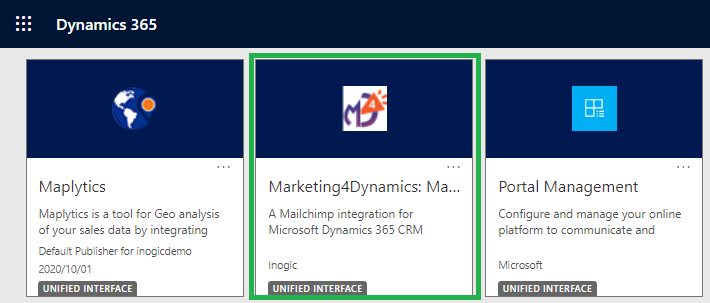 Dynamics 365
...
Maplytics
Maplytics is a tool for Geo analysis
of your sales data by integrating
Default Publisher for inogicdemo
2020/10/01
UNIFIED INTERFACE
MD4
...
Marketing4Dynamics: Ma...
A Mailchimp integration for
Microsoft Dynamics 365 CRM
Inogic
UNIFIED INTERFACE
...
Portal Management
Configure and manage your online
platform to communicate and
Microsoft
UNIFIED INTERFACE